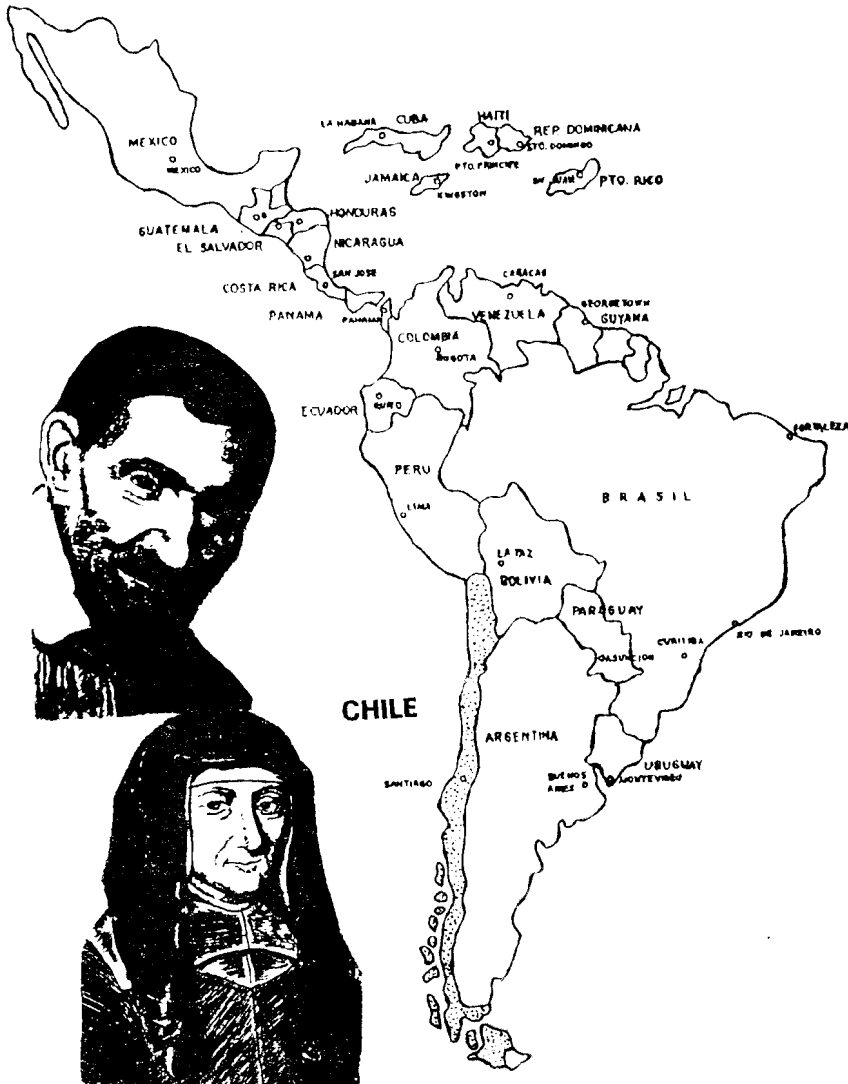 LA HABANA
CUBA
HAITI
REP. DOMINICANA
STO. DOMINGO
MEXICO
MEXICO
PTO. PRINCIPE
JAMAICA
KINGSTON
SN. JUAN
PTO. RICO
GUATEMALA
HONDURAS
EL SALVADOR
NICARAGUA
COSTA RICA
SAN JOSE
PANAMA
PANAMA
CARACAS
VENEZUELA
GEORGETOWN
GUYANA
COLOMBIA
BOGOTA
ECUADOR
QUITO
FORTALEZA
PERU
LIMA
BRASIL
LA PAZ
BOLIVIA
PARAGUAY
ASUNCION
CURITIBA
RIO DE JANEIRO
CHILE
ARGENTINA
SANTIAGO
BUENOS
AIRES
URUGUAY
MONTEVIDEO